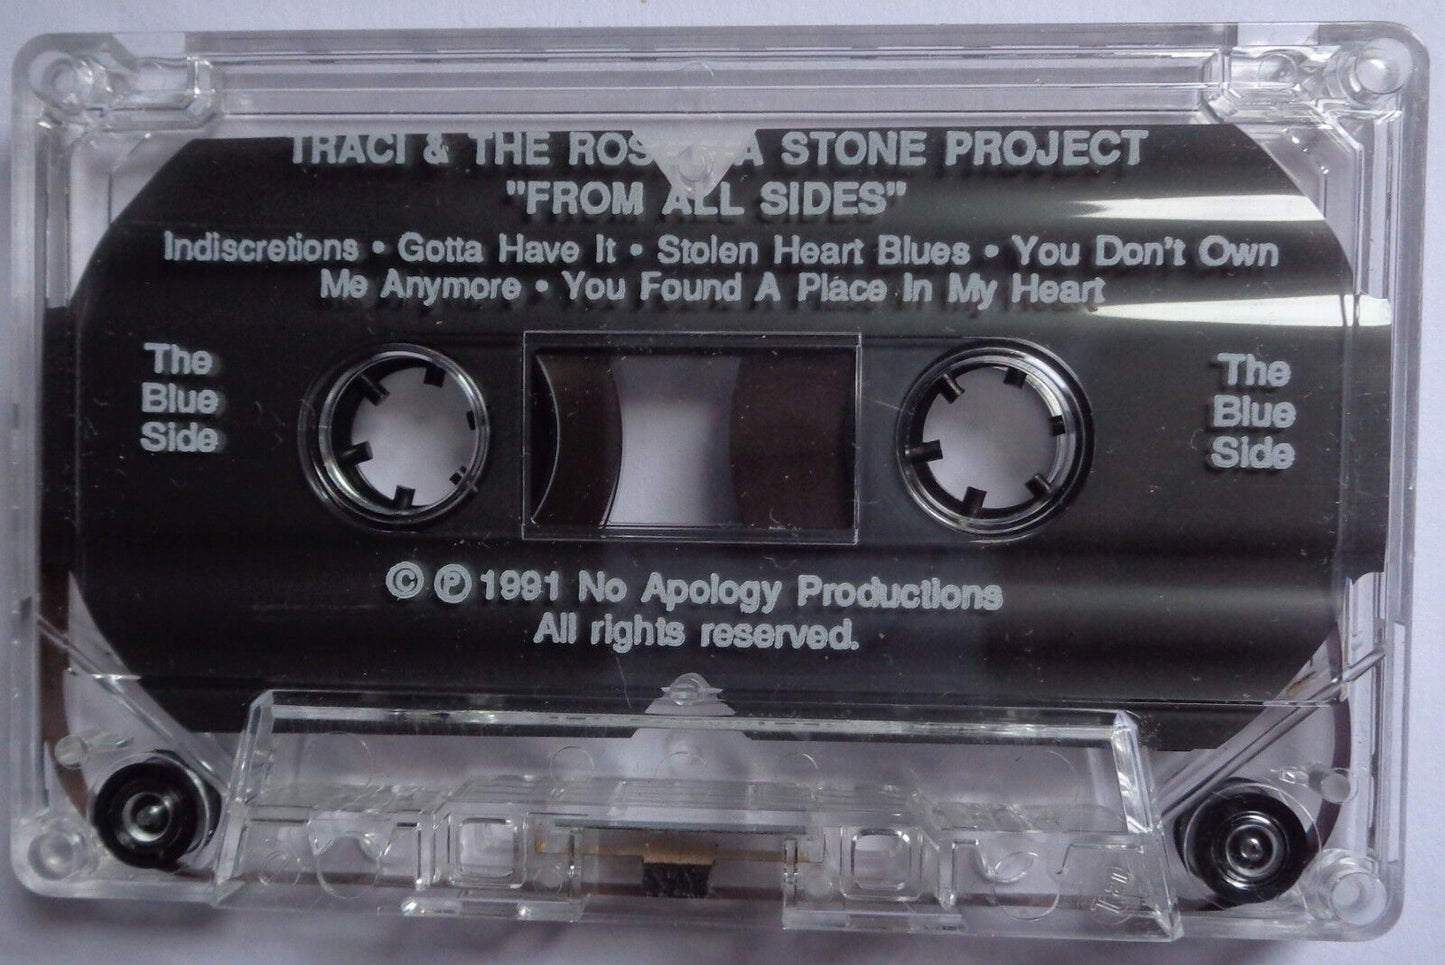 TRACI & THE ROSETTA STONE PROJECT
"FROM ALL SIDES"
Indiscretions • Gotta Have It • Stolen Heart Blues • You Don't Own
Me Anymore • You Found A Place In My Heart
The
Blue
Side
The
Blue
Side
© ℗ 1991 No Apology Productions
All rights reserved.